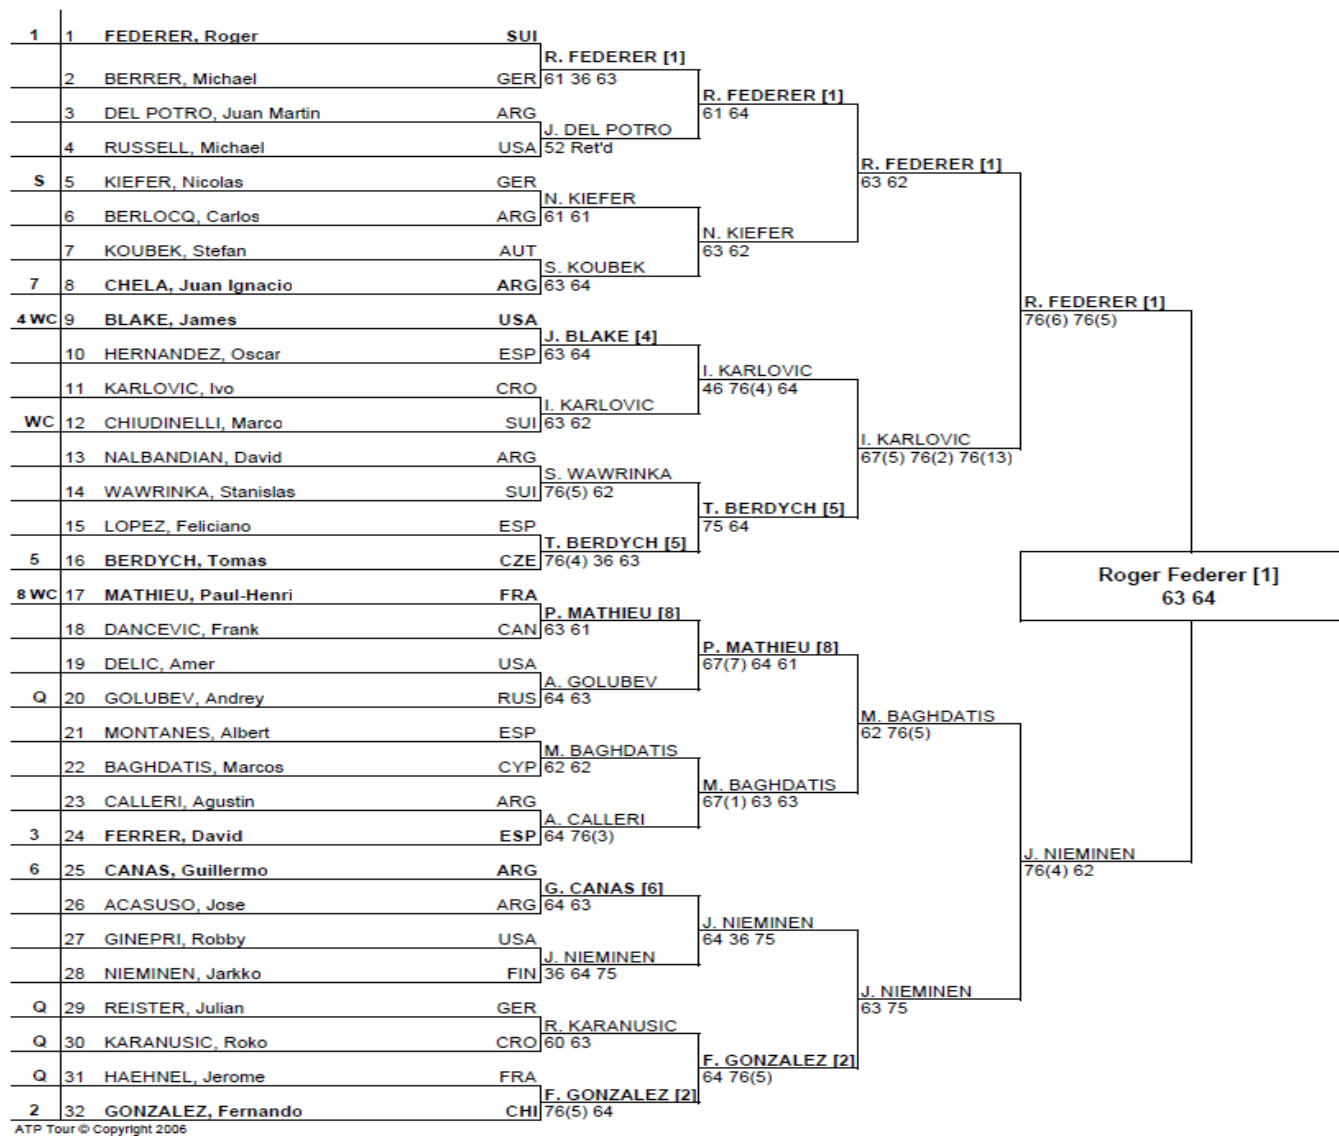 1 1 FEDERER, Roger SUI
R. FEDERER [1]
2 BERRER, Michael GER 61 36 63
R. FEDERER [1]
3 DEL POTRO, Juan Martin ARG 61 64
J. DEL POTRO
4 RUSSELL, Michael USA 52 Ret'd
R. FEDERER [1]
S 5 KIEFER, Nicolas GER 63 62
N. KIEFER
6 BERLOCQ, Carlos ARG 61 61
N. KIEFER
7 KOUBEK, Stefan AUT 63 62
S. KOUBEK
7 8 CHELA, Juan Ignacio ARG 63 64
R. FEDERER [1]
4 WC 9 BLAKE, James USA 76(6) 76(5)
J. BLAKE [4]
10 HERNANDEZ, Oscar ESP 63 64
I. KARLOVIC
11 KARLOVIC, Ivo CRO 46 76(4) 64
I. KARLOVIC
WC 12 CHIUDINELLI, Marco SUI 63 62
I. KARLOVIC
13 NALBANDIAN, David ARG 67(5) 76(2) 76(13)
S. WAWRINKA
14 WAWRINKA, Stanislas SUI 76(5) 62
T. BERDYCH [5]
15 LOPEZ, Feliciano ESP 75 64
T. BERDYCH [5]
5 16 BERDYCH, Tomas CZE 76(4) 36 63
Roger Federer [1]
63 64
8 WC 17 MATHIEU, Paul-Henri FRA
P. MATHIEU [8]
18 DANCEVIC, Frank CAN 63 61
P. MATHIEU [8]
19 DELIC, Amer USA 67(7) 64 61
A. GOLUBEV
Q 20 GOLUBEV, Andrey RUS 64 63
M. BAGHDATIS
21 MONTANES, Albert ESP 62 76(5)
M. BAGHDATIS
22 BAGHDATIS, Marcos CYP 62 62
M. BAGHDATIS
23 CALLERI, Agustin ARG 67(1) 63 63
A. CALLERI
3 24 FERRER, David ESP 64 76(3)
J. NIEMINEN
6 25 CANAS, Guillermo ARG 76(4) 62
G. CANAS [6]
26 ACASUSO, Jose ARG 64 63
J. NIEMINEN
27 GINEPRI, Robby USA 64 36 75
J. NIEMINEN
28 NIEMINEN, Jarkko FIN 36 64 75
J. NIEMINEN
Q 29 REISTER, Julian GER 63 75
R. KARANUSIC
Q 30 KARANUSIC, Roko CRO 60 63
F. GONZALEZ [2]
Q 31 HAEHNEL, Jerome FRA 64 76(5)
F. GONZALEZ [2]
2 32 GONZALEZ, Fernando CHI 76(5) 64
ATP Tour © Copyright 2006